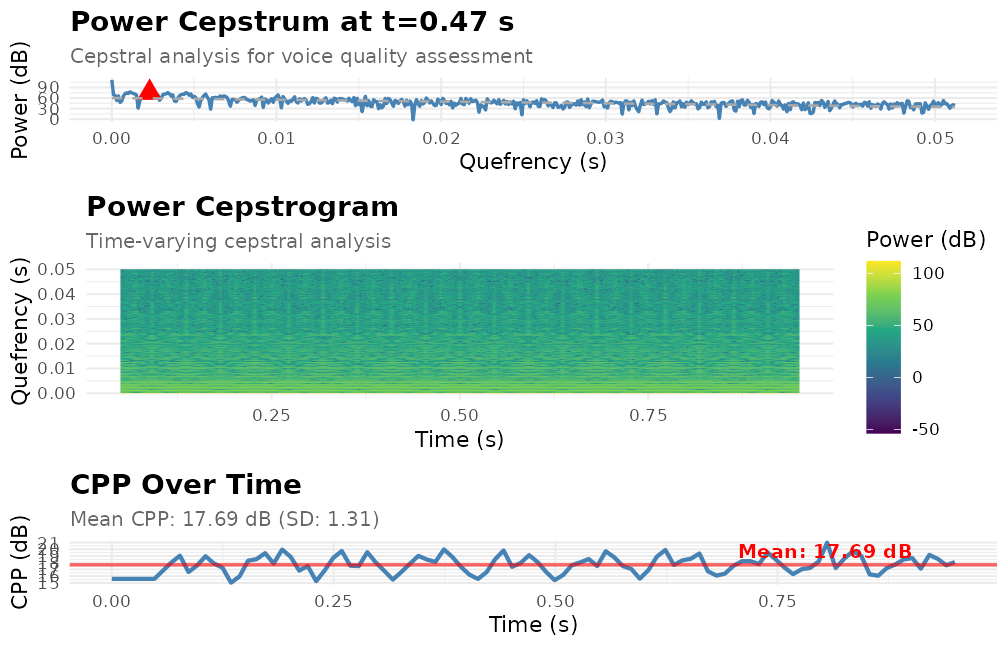 Power Cepstrum at t=0.47 s
Cepstral analysis for voice quality assessment
Power (dB)
90
60
30
0
0.00 0.01 0.02 0.03 0.04 0.05
Quefrency (s)
Power Cepstrogram
Time-varying cepstral analysis
Quefrency (s)
0.05
0.04
0.03
0.02
0.01
0.00
0.25 0.50 0.75
Time (s)
Power (dB)
100
50
0
-50
CPP Over Time
Mean CPP: 17.69 dB (SD: 1.31)
CPP (dB)
21
20
19
18
16
15
Mean: 17.69 dB
0.00 0.25 0.50 0.75
Time (s)